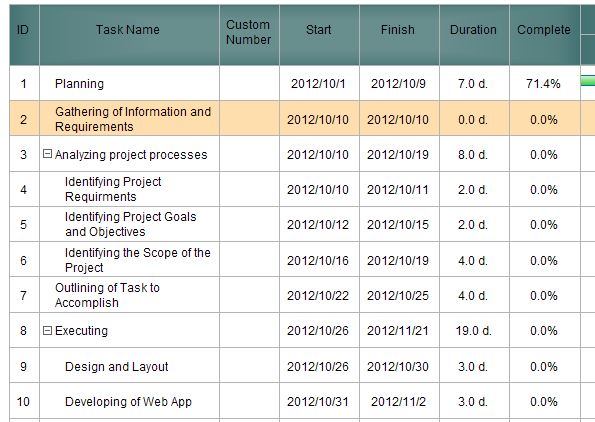 ID Task Name Custom Number Start Finish Duration Complete
1 Planning 2012/10/1 2012/10/9 7.0 d. 71.4%
2 Gathering of Information and Requirements 2012/10/10 2012/10/10 0.0 d. 0.0%
3 Analyzing project processes 2012/10/10 2012/10/19 8.0 d. 0.0%
4 Identifying Project Requirments 2012/10/10 2012/10/11 2.0 d. 0.0%
5 Identifying Project Goals and Objectives 2012/10/12 2012/10/15 2.0 d. 0.0%
6 Identifying the Scope of the Project 2012/10/16 2012/10/19 4.0 d. 0.0%
7 Outlining of Task to Accomplish 2012/10/22 2012/10/25 4.0 d. 0.0%
8 Executing 2012/10/26 2012/11/21 19.0 d. 0.0%
9 Design and Layout 2012/10/26 2012/10/30 3.0 d. 0.0%
10 Developing of Web App 2012/10/31 2012/11/2 3.0 d. 0.0%